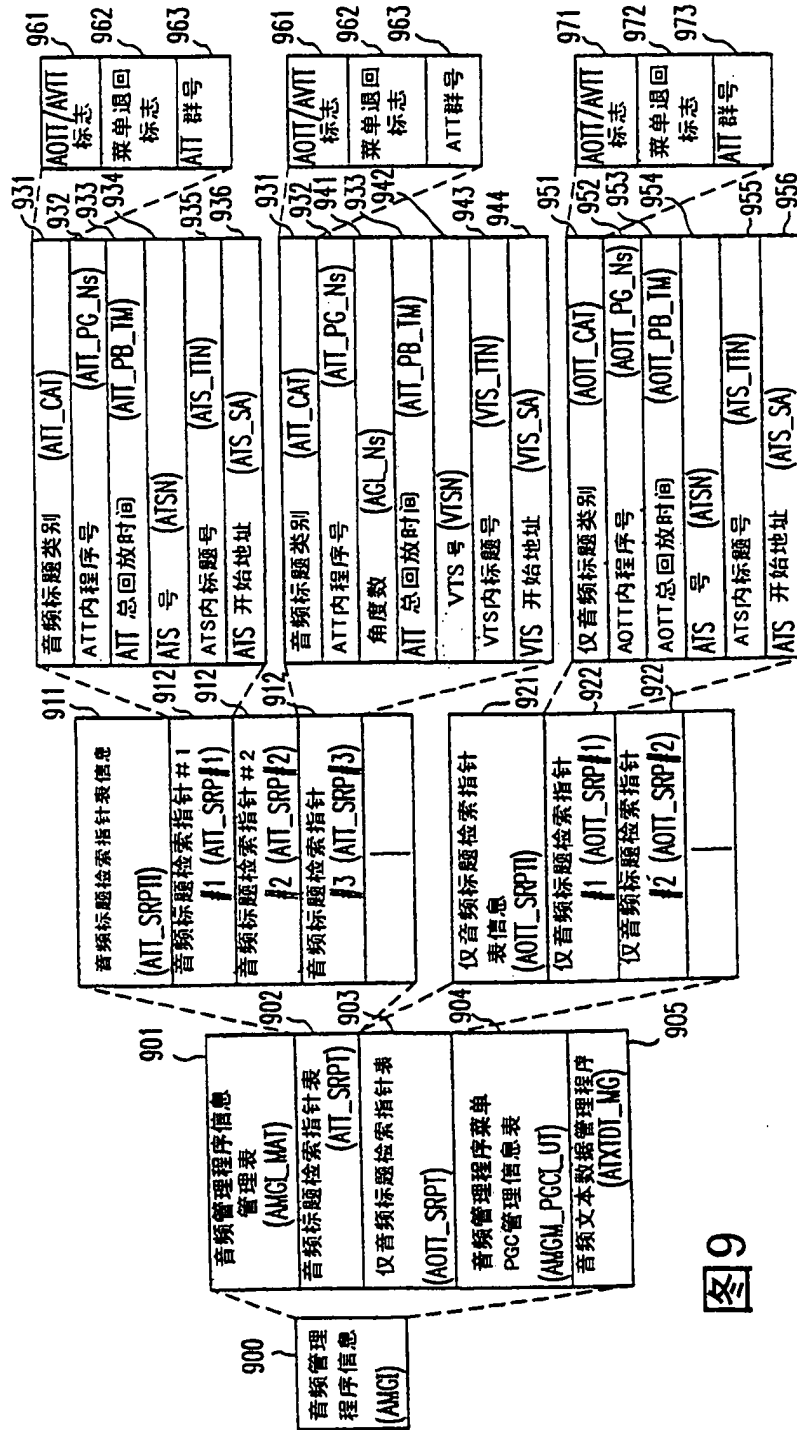 900
音频管理
程序信息
(AMGI)
901
音频管理程序信息
管理表
(AMGI_MAT)
902
音频标题检索指针表
(ATT_SRPT)
903
仅音频标题检索指针表
(AOTT_SRPT)
904
音频管理程序菜单
PGC管理信息表
(AMGM_PGCI_UT)
905
音频文本数据管理程序
(ATXTDT_MG)
911
音频标题检索指针表信息
(ATT_SRPTI)
912
音频标题检索指针#1
#1 (ATT_SRP#1)
912
音频标题检索指针#2
#2 (ATT_SRP#2)
912
音频标题检索指针
#3 (ATT_SRP#3)
921
仅音频标题检索指针
表信息
(AOTT_SRPTI)
922
仅音频标题检索指针
#1 (AOTT_SRP#1)
922
仅音频标题检索指针
#2 (AOTT_SRP#2)
931
音频标题类别 (ATT_CAT)
932
ATT内程序号 (ATT_PG_Ns)
933
ATT 总回放时间 (ATT_PB_TM)
934
ATS 号 (ATSN)
935
ATS内标题号 (ATS_TTN)
936
ATS 开始地址 (ATS_SA)
931
音频标题类别 (ATT_CAT)
932
ATT内程序号 (ATT_PG_Ns)
941
角度数 (AGL_Ns)
933
ATT 总回放时间 (ATT_PB_TM)
942
VTS 号 (VTSN)
943
VTS内标题号 (VTS_TTN)
944
VTS 开始地址 (VTS_SA)
951
仅音频标题类别 (AOTT_CAT)
952
AOTT内程序号 (AOTT_PG_Ns)
953
AOTT总回放时间 (AOTT_PB_TM)
954
ATS 号 (ATSN)
955
ATS内标题号 (ATS_TTN)
956
ATS 开始地址 (ATS_SA)
961
AOTT/AVTT
标志
962
菜单退回
标志
963
ATT 群号
961
AOTT/AVTT
标志
962
菜单退回
标志
963
ATT 群号
971
AOTT/AVTT
标志
972
菜单退回
标志
973
ATT 群号
图9